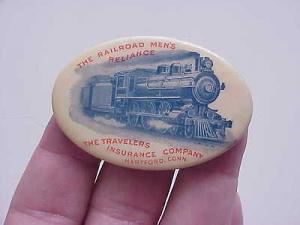 THE RAILROAD MEN'S
RELIANCE
THE TRAVELERS
INSURANCE COMPANY
HARTFORD, CONN.